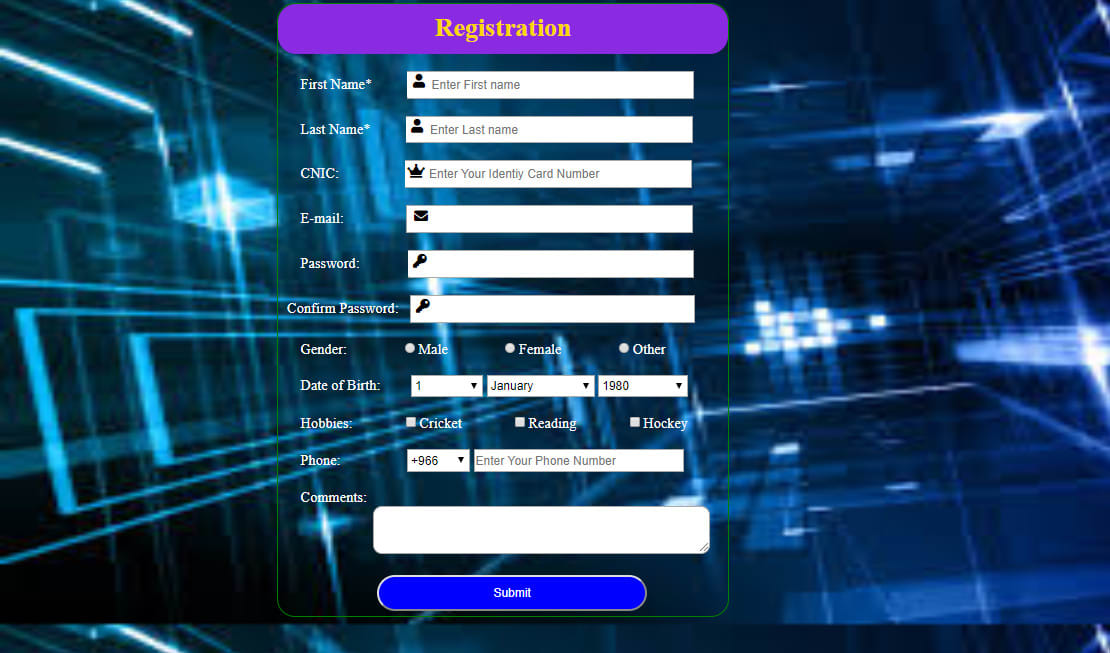 Registration
First Name* Enter First name
Last Name* Enter Last name
CNIC: Enter Your Identiy Card Number
E-mail:
Password:
Confirm Password:
Gender: Male Female Other
Date of Birth: 1 January 1980
Hobbies: Cricket Reading Hockey
Phone: +966 Enter Your Phone Number
Comments:
Submit